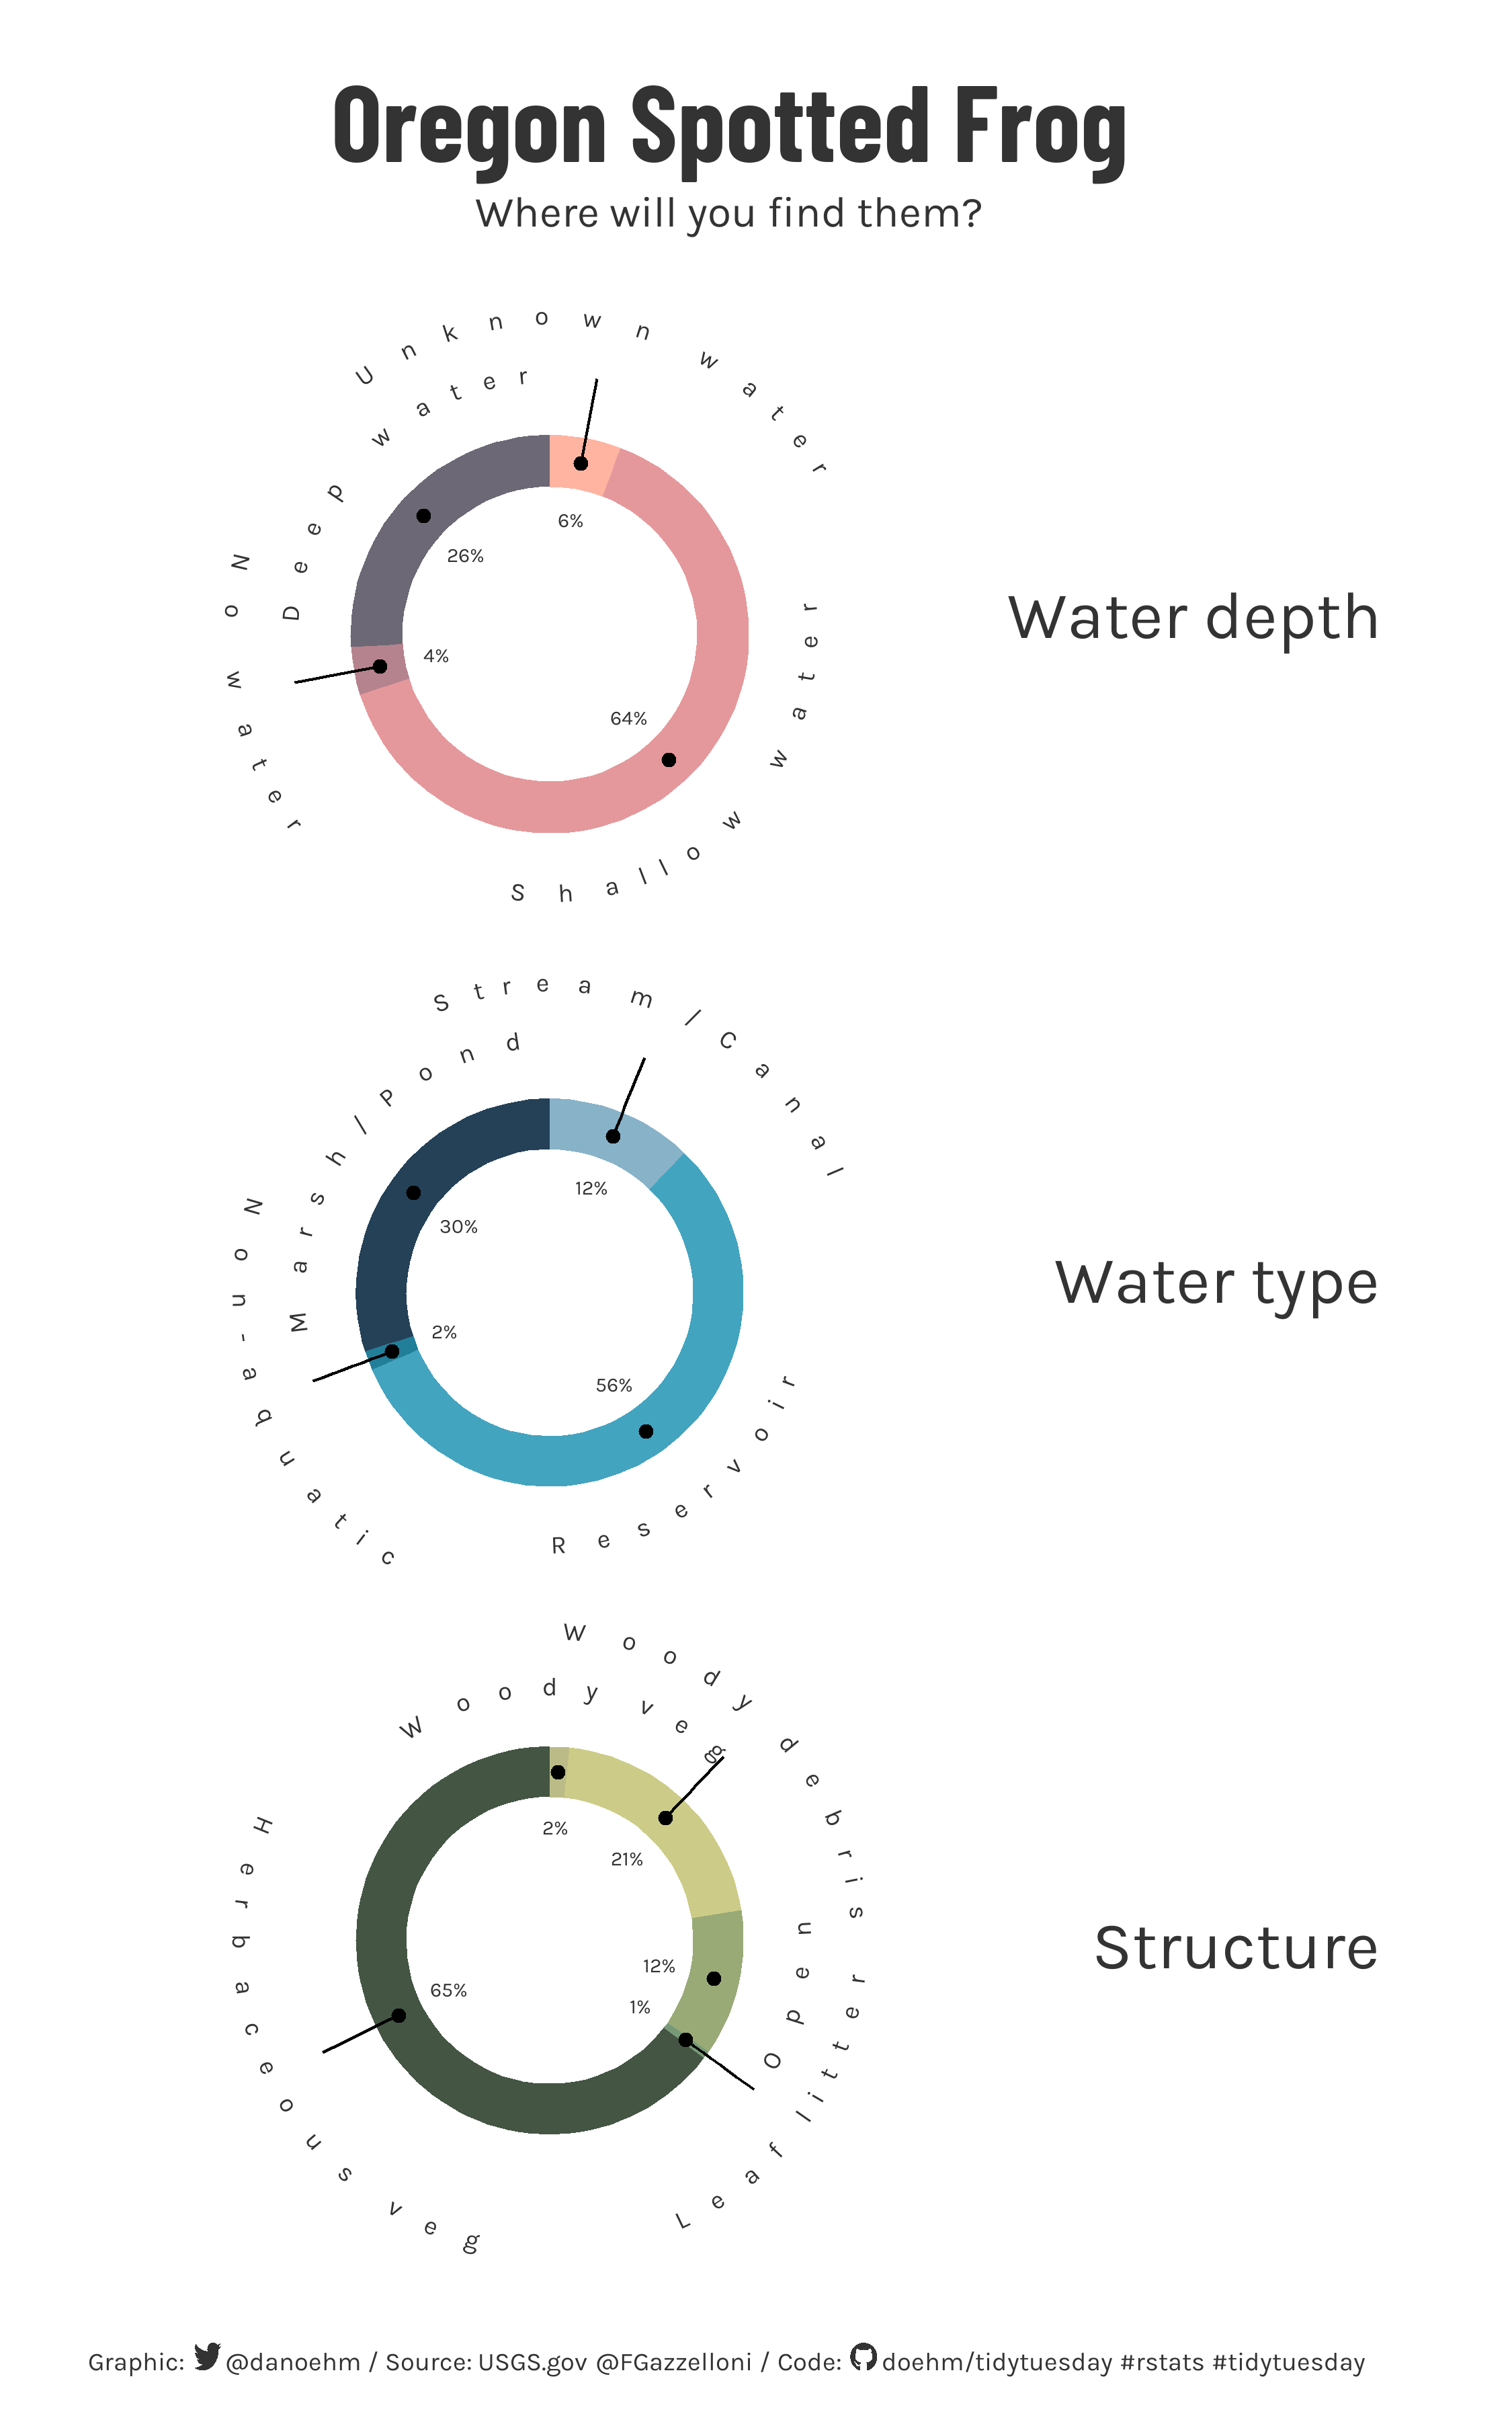 Oregon Spotted Frog
Where will you find them?
Unknown water
Deep water
No water
Shallow water
6%
26%
4%
64%
Water depth
Stream/Canal
Marsh/Pond
Non-aquatic
Reservoir
12%
30%
2%
56%
Water type
Woody debris
Woody veg
Herbaceous veg
Open
Leaf litter
2%
21%
12%
1%
65%
Structure
Graphic: @danoehm / Source: USGS.gov @FGazzelloni / Code: doehm/tidytuesday #rstats #tidytuesday